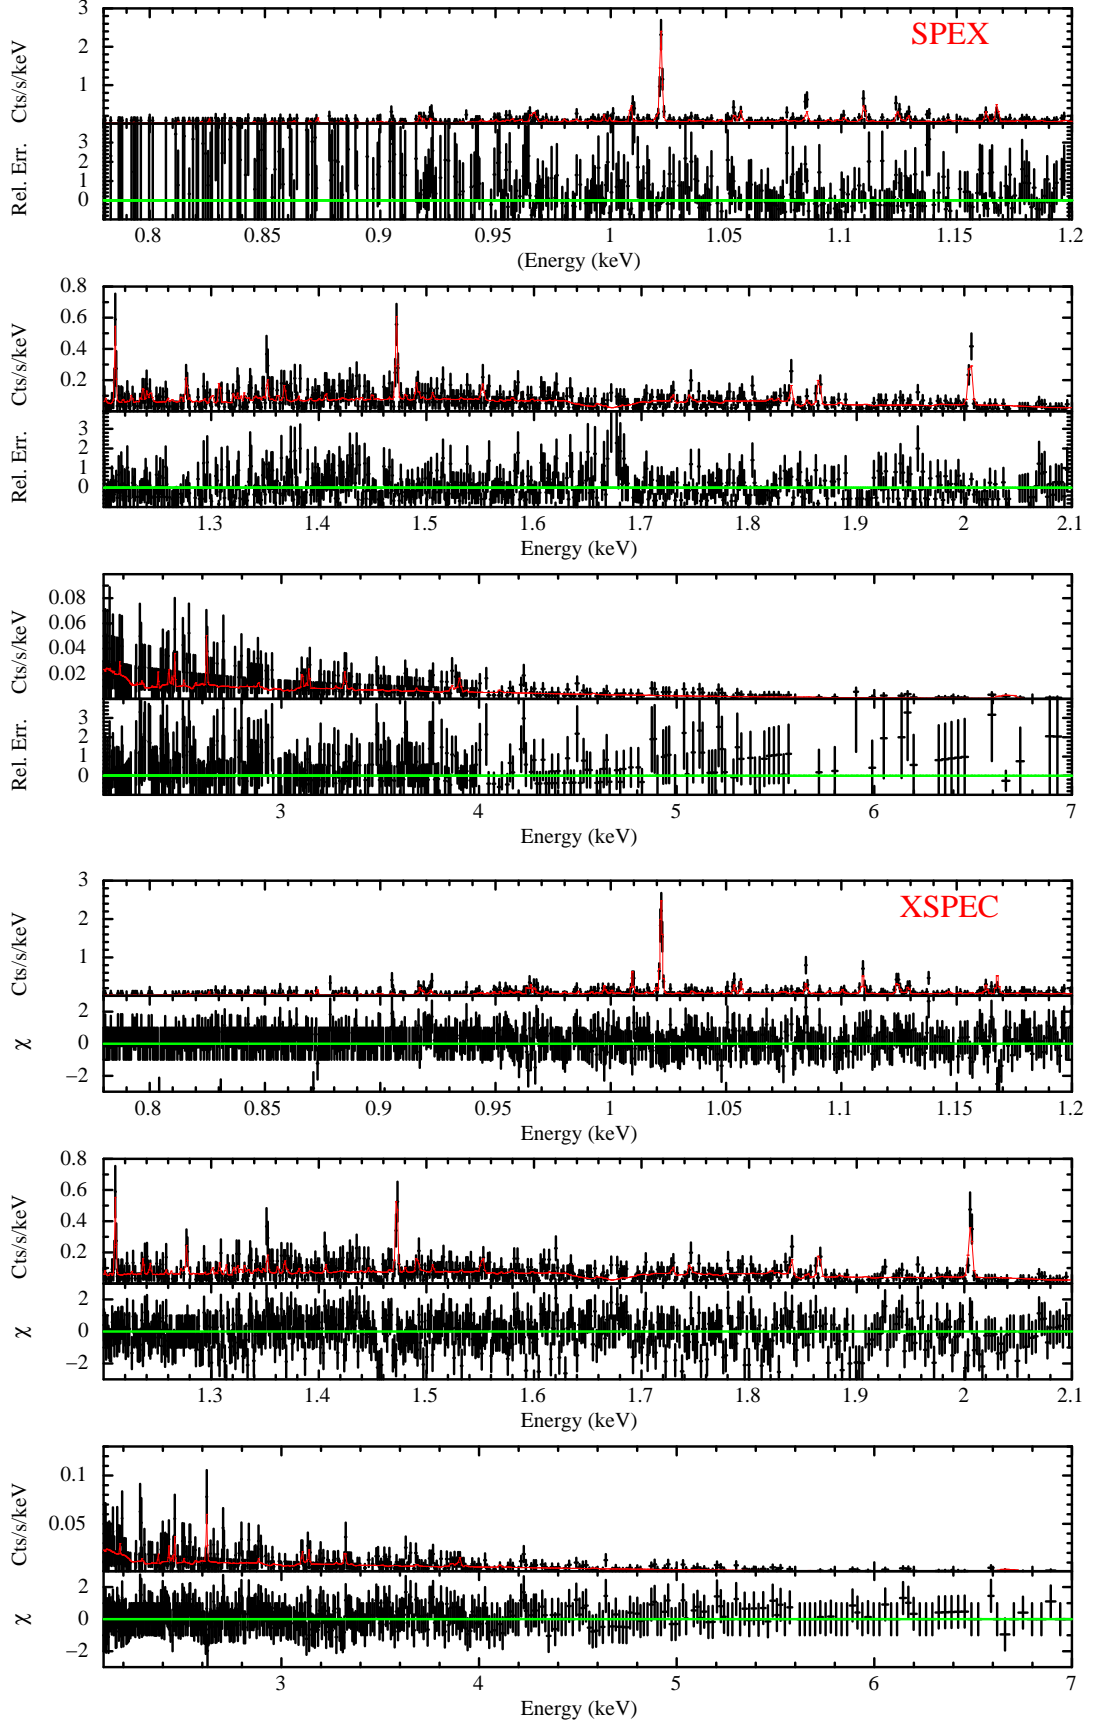 SPEX
Cts/s/keV
3
2
1
Rel. Err.
3
2
1
0
0.8 0.85 0.9 0.95 1 1.05 1.1 1.15 1.2
(Energy (keV)
Cts/s/keV
0.8
0.6
0.4
0.2
Rel. Err.
3
2
1
0
1.3 1.4 1.5 1.6 1.7 1.8 1.9 2 2.1
Energy (keV)
Cts/s/keV
0.08
0.06
0.04
0.02
Rel. Err.
3
2
1
0
3 4 5 6 7
Energy (keV)
XSPEC
Cts/s/keV
3
2
1
χ
2
0
−2
0.8 0.85 0.9 0.95 1 1.05 1.1 1.15 1.2
Energy (keV)
Cts/s/keV
0.8
0.6
0.4
0.2
χ
2
0
−2
1.3 1.4 1.5 1.6 1.7 1.8 1.9 2 2.1
Energy (keV)
Cts/s/keV
0.1
0.05
χ
2
0
−2
3 4 5 6 7
Energy (keV)